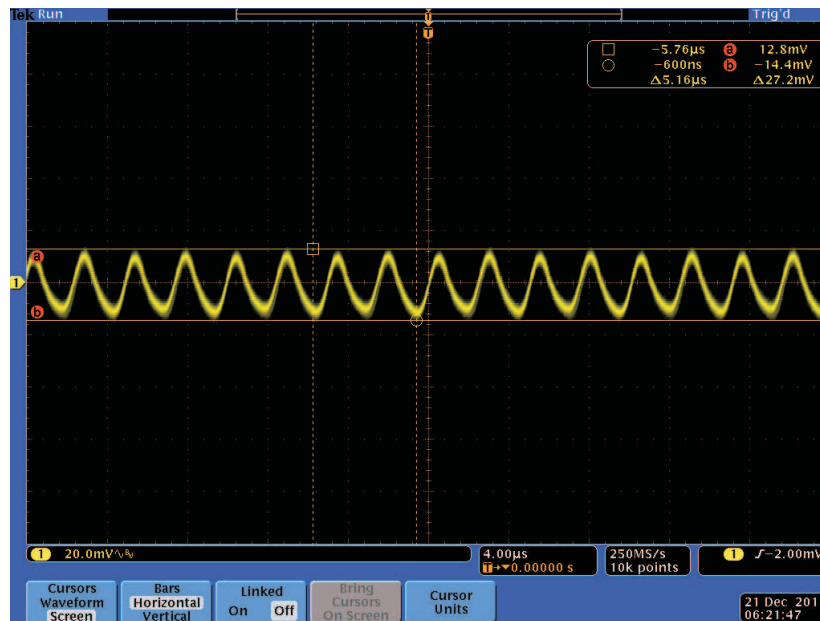 Tek Run Trig'd
T
T
−5.76μs a 12.8mV
−600ns b −14.4mV
Δ5.16μs Δ27.2mV
a
1
b
1 20.0mV∿ BW
4.00μs
T→▼0.00000 s
250MS/s
10k points
1 ∫−2.00mV
Cursors
Waveform
Screen
Bars
Horizontal
Vertical
Linked
On Off
Bring
Cursors
On Screen
Cursor
Units
21 Dec 201
06:21:47